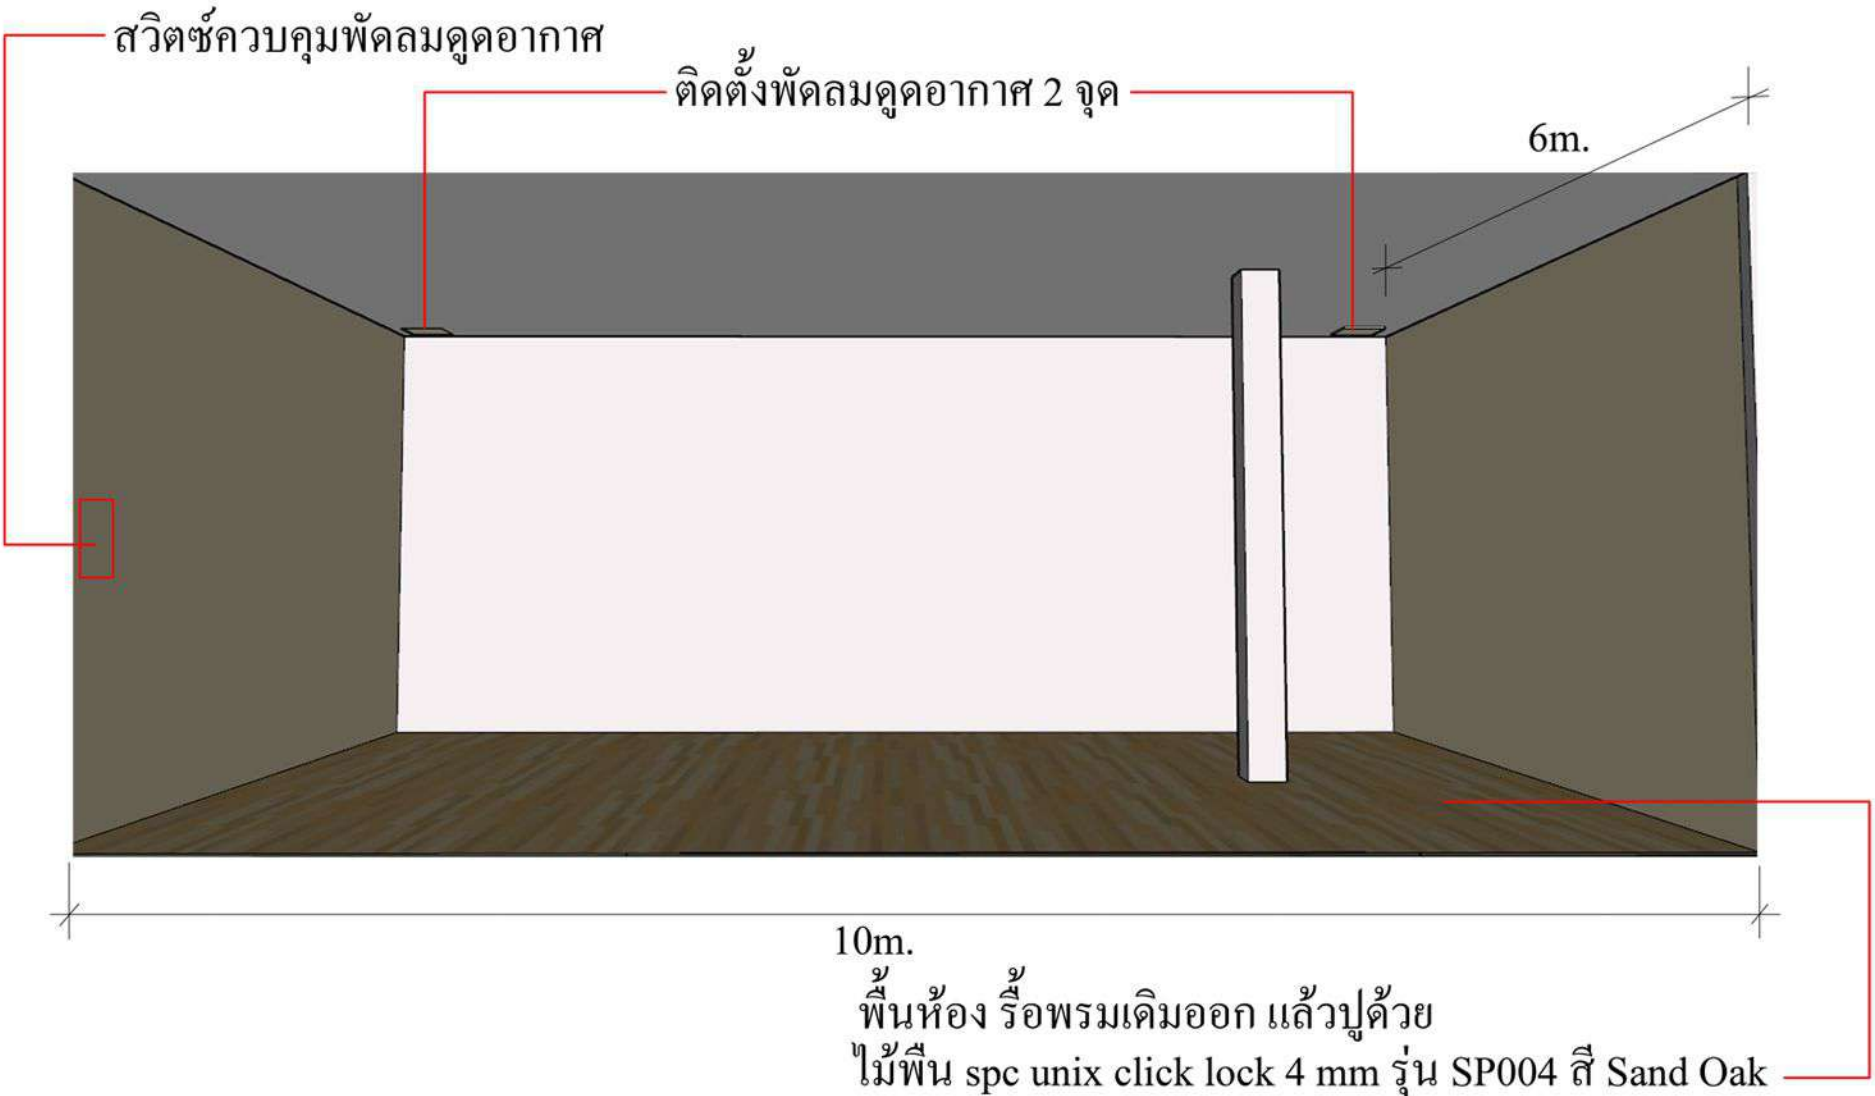 สวิตซ์ควบคุมพัดลมดูดอากาศ
ติดตั้งพัดลมดูดอากาศ 2 จุด
6m.
10m.
พื้นห้อง รื้อพรมเดิมออก แล้วปูด้วย
ไม้พื้น spc unix click lock 4 mm รุ่น SP004 สี Sand Oak